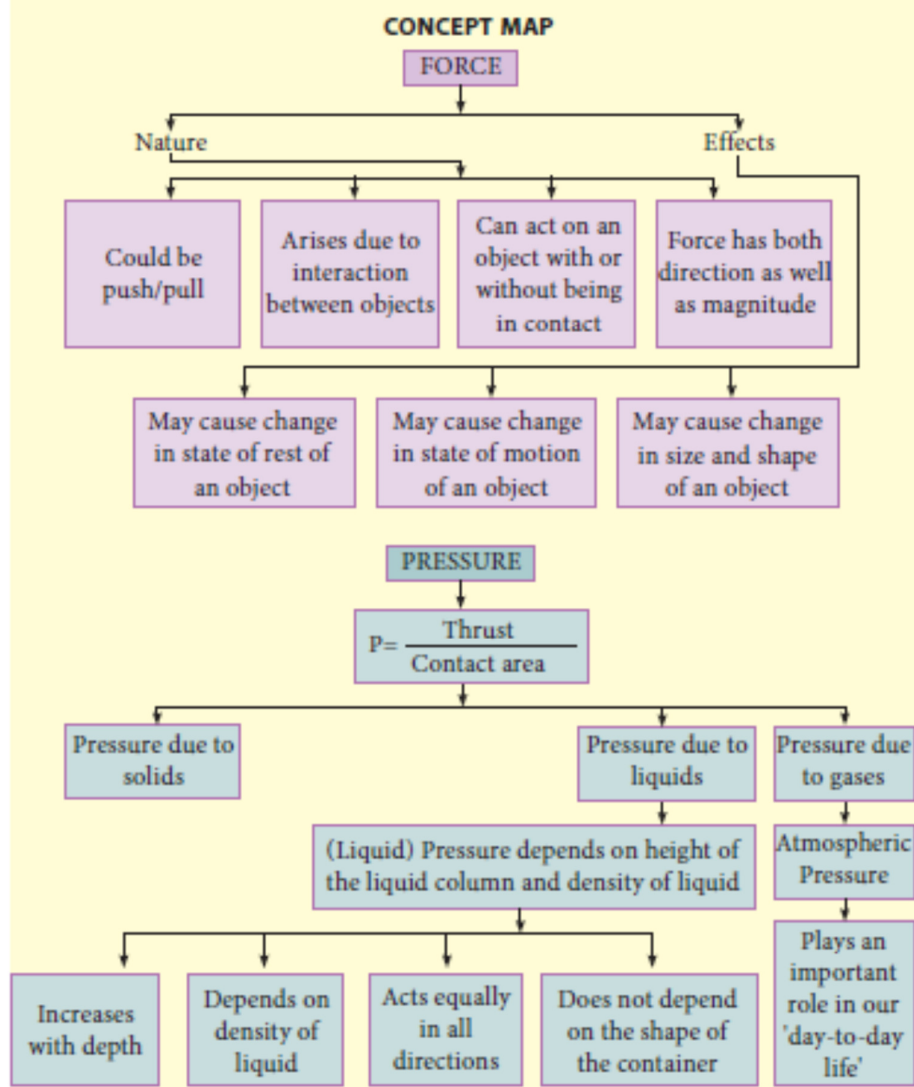 CONCEPT MAP
FORCE
Nature
Effects
Could be
push/pull
Arises due to
interaction
between objects
Can act on an
object with or
without being
in contact
Force has both
direction as well
as magnitude
May cause change
in state of rest of
an object
May cause change
in state of motion
of an object
May cause change
in size and shape
of an object
PRESSURE
P= Thrust
Contact area
Pressure due to
solids
Pressure due to
liquids
Pressure due
to gases
(Liquid) Pressure depends on height of
the liquid column and density of liquid
Atmospheric
Pressure
Increases
with depth
Depends on
density of
liquid
Acts equally
in all
directions
Does not depend
on the shape of
the container
Plays an
important
role in our
'day-to-day
life'